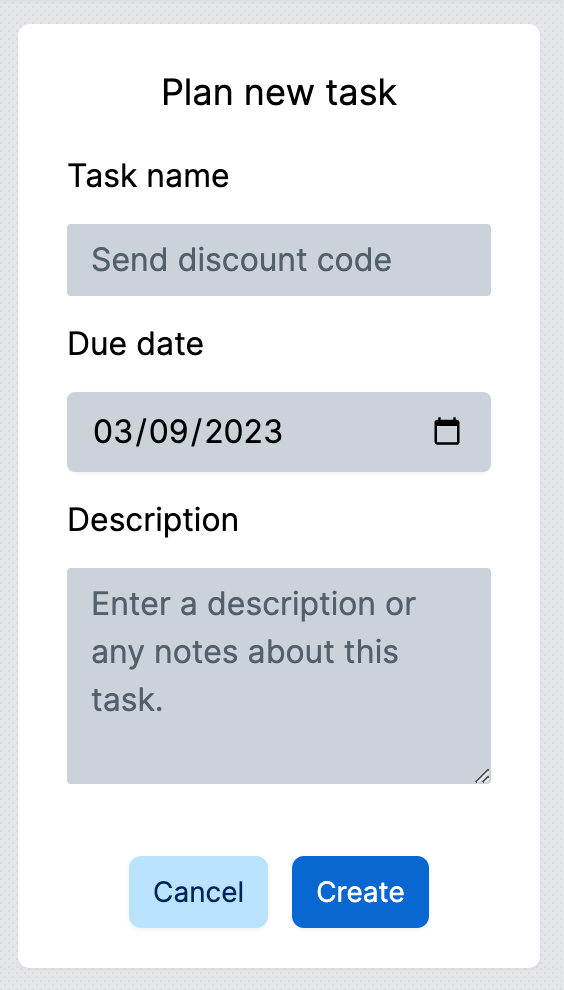 Plan new task
Task name
Send discount code
Due date
03/09/2023
Description
Enter a description or
any notes about this
task.
Cancel
Create